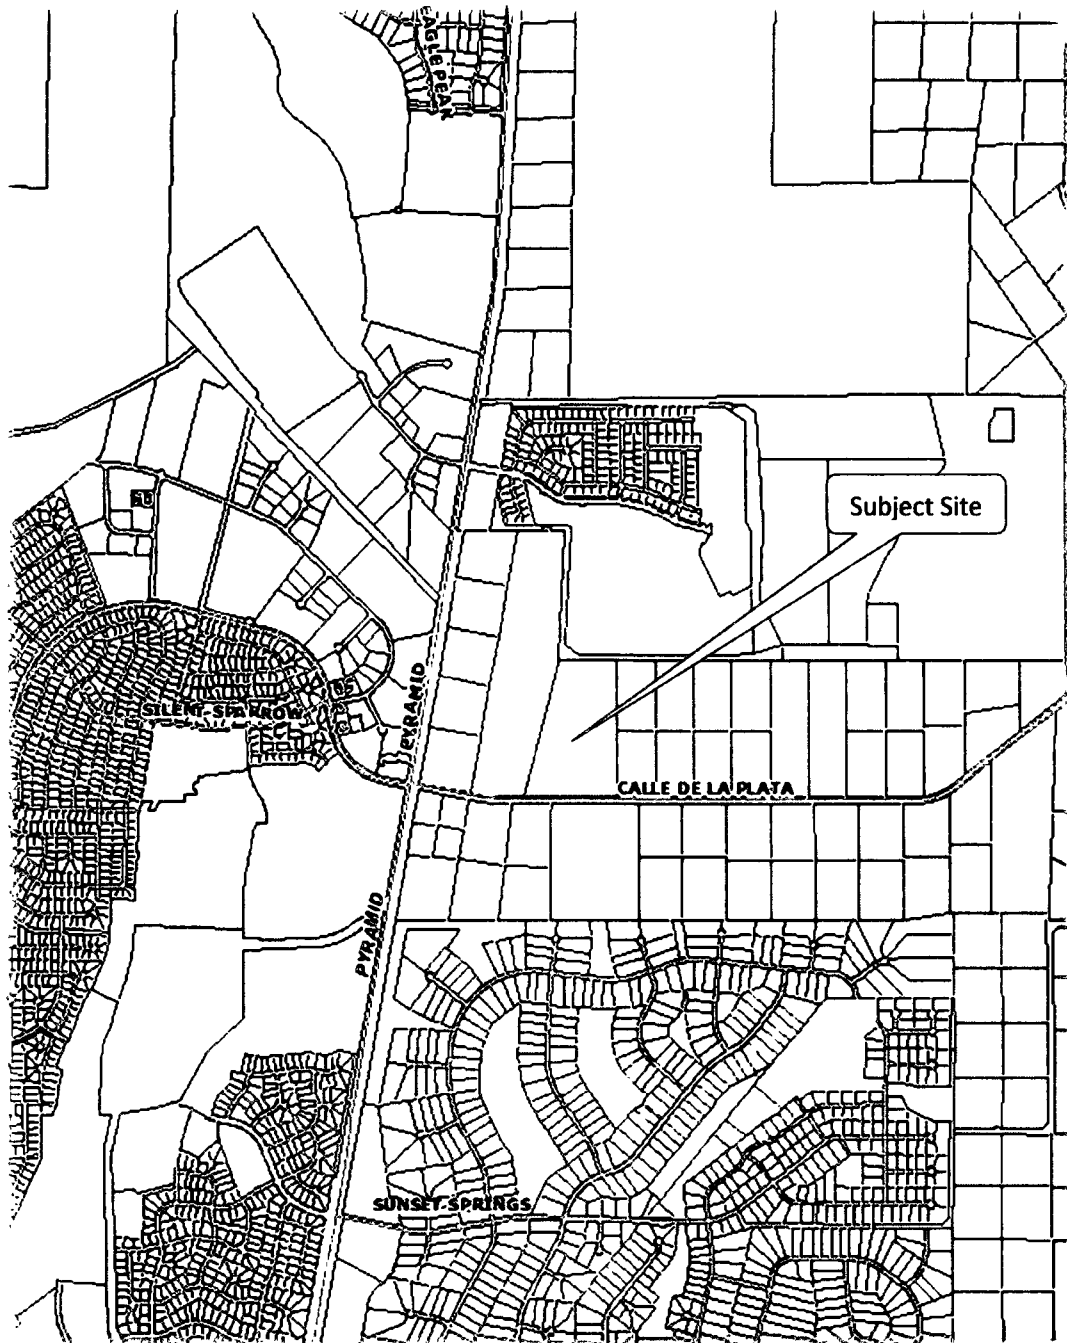 EAGLE PEAK
Subject Site
PYRAMID
SILENT SPARROW
CALLE DE LA PLATA
PYRAMID
SUNSET SPRINGS